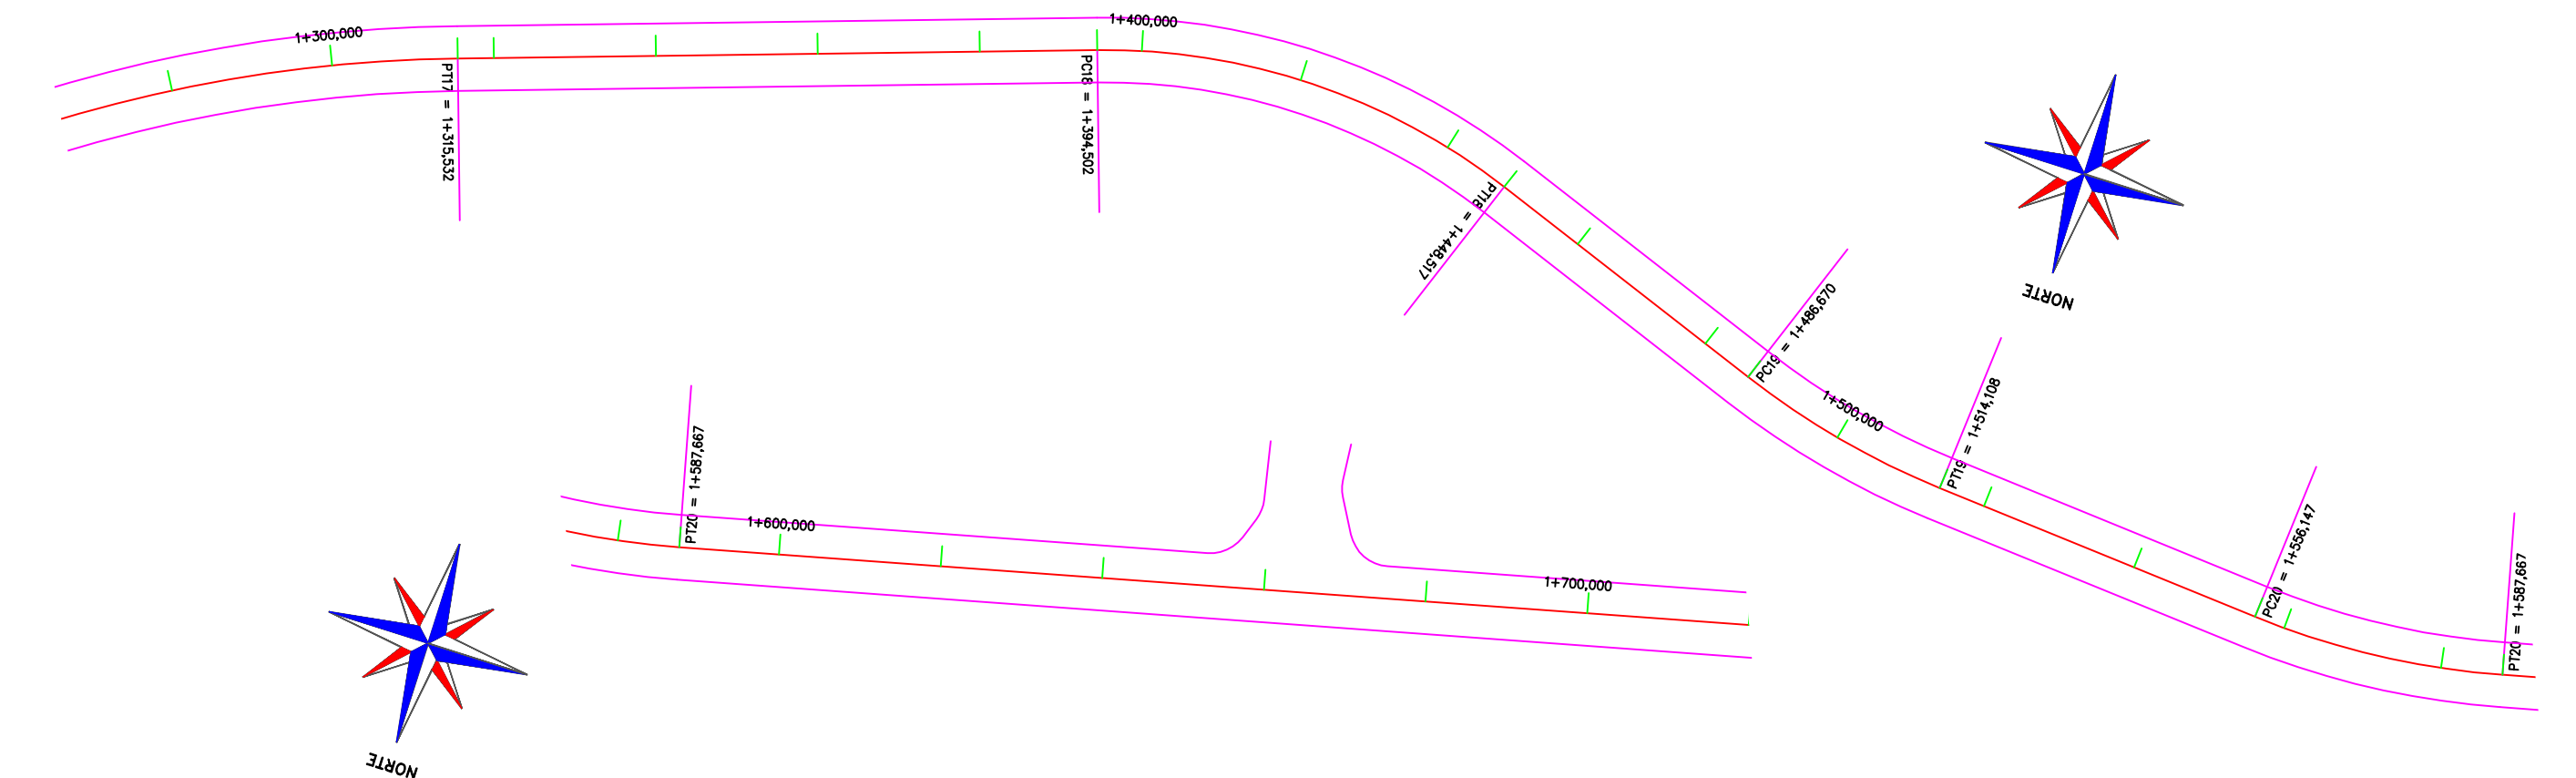 1+300,000
PT17 = 1+315,532
PC18 = 1+394,502
1+400,000
PT18 = 1+448,517
PC19 = 1+486,670
1+500,000
PT19 = 1+514,108
PC20 = 1+556,147
PT20 = 1+587,667
NORTE
PT20 = 1+587,667
1+600,000
1+700,000
NORTE